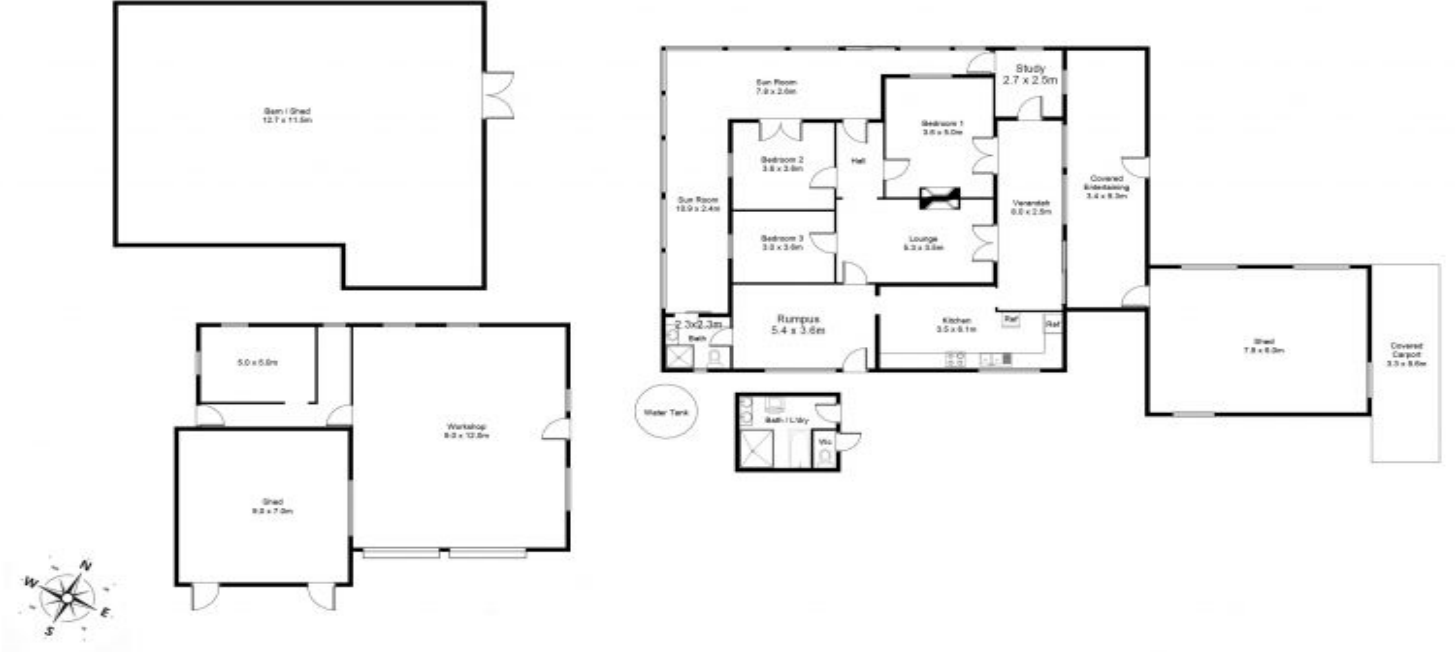 Barn / Shed
12.7 x 11.5m
Sun Room
7.8 x 2.6m
Study
2.7 x 2.5m
Bedroom 1
3.6 x 5.0m
Bedroom 2
3.8 x 3.6m
Hall
Covered
Entertaining
3.4 x 9.3m
Sun Room
10.9 x 2.4m
Verandah
8.0 x 2.5m
Bedroom 3
3.0 x 3.6m
Lounge
5.3 x 3.5m
2.3x2.3m
Bath
Rumpus
5.4 x 3.6m
Kitchen
3.5 x 6.1m
Ref
Ref
Shed
7.8 x 6.0m
Covered
Carport
3.3 x 8.6m
5.0 x 5.8m
Water Tank
Bath / L'dry
Wc
Workshop
9.0 x 12.8m
Shed
9.0 x 7.0m
N
W
E
S